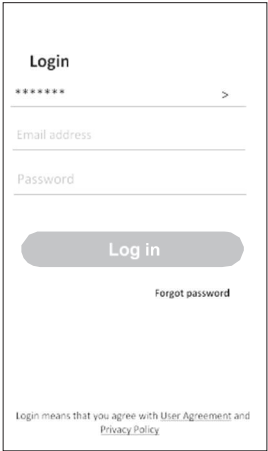 Login
******* >
Email address
Password
Log in
Forgot password
Login means that you agree with User Agreement and
Privacy Policy